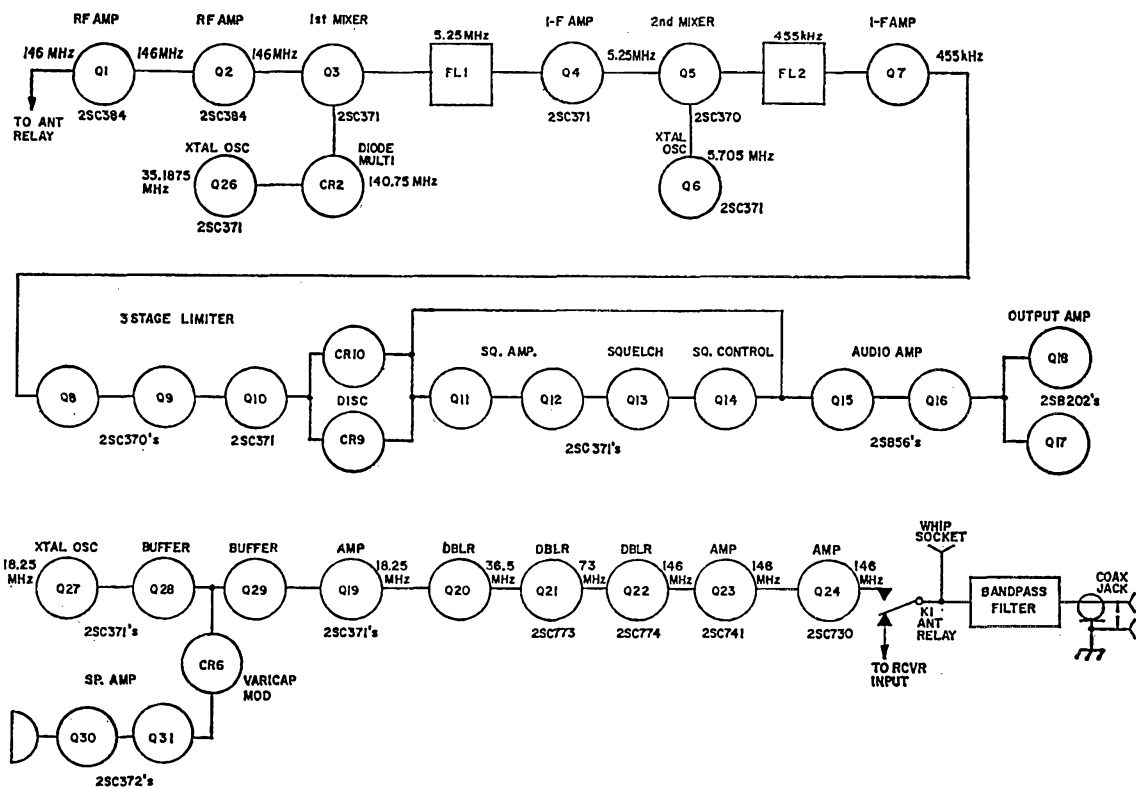 RF AMP
RF AMP
1st MIXER
I-F AMP
2nd MIXER
I-F AMP
146 MHz
Q1
146MHz
Q2
146 MHz
Q3
5.25MHz
FL1
Q4
5.25MHz
Q5
455kHz
FL2
Q7
455kHz
TO ANT
RELAY
2SC384
2SC384
2SC371
2SC371
2SC370
XTAL OSC
35.1875
MHz
Q26
2SC371
DIODE
MULTI
CR2
140.75 MHz
XTAL
OSC
5.705 MHz
Q6
2SC371
3 STAGE LIMITER
Q8
Q9
Q10
2SC370's
2SC371
CR10
DISC
CR9
SQ. AMP.
SQUELCH
SQ. CONTROL
Q11
Q12
Q13
Q14
2SC371's
AUDIO AMP
Q15
Q16
2SB56's
OUTPUT AMP
Q18
2SB202's
Q17
XTAL OSC
BUFFER
BUFFER
AMP
DBLR
DBLR
DBLR
AMP
AMP
18.25
MHz
Q27
Q28
Q29
Q19
18.25
MHz
Q20
36.5
MHz
Q21
73
MHz
Q22
146
MHz
Q23
146
MHz
Q24
146
MHz
2SC371's
2SC371's
2SC773
2SC774
2SC741
2SC730
WHIP
SOCKET
K1
ANT
RELAY
BANDPASS
FILTER
COAX
JACK
TO RCVR
INPUT
CR6
VARICAP
MOD
SP. AMP
Q30
Q31
2SC372's